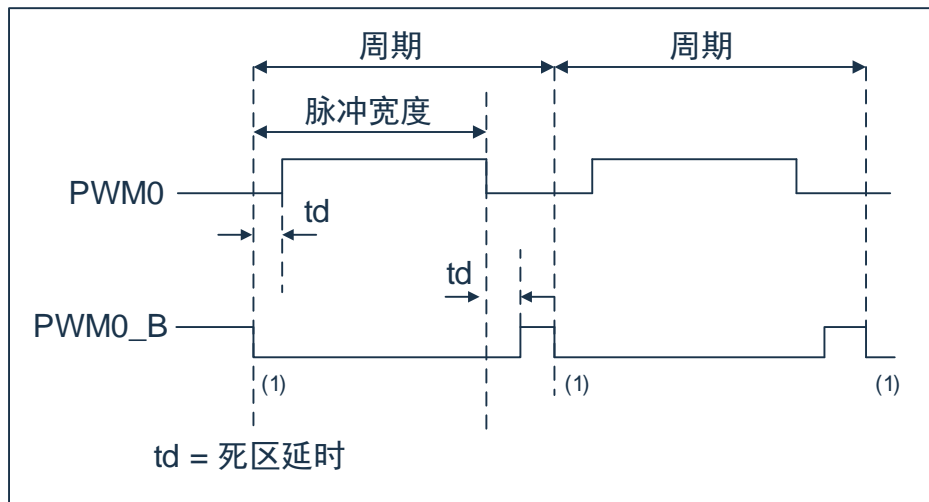 周期
周期
脉冲宽度
PWM0
td
td
PWM0_B
(1)
(1)
(1)
td = 死区延时